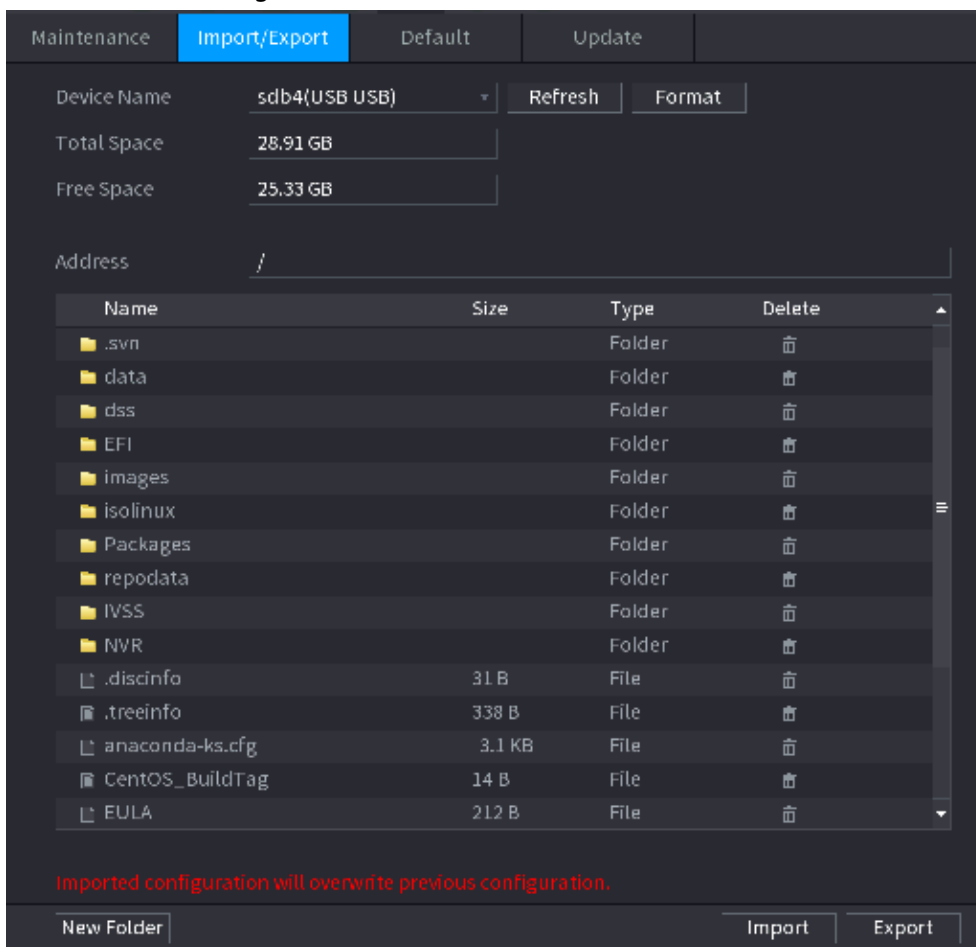 Maintenance Import/Export Default Update
Device Name sdb4(USB USB) Refresh Format
Total Space 28.91 GB
Free Space 25.33 GB
Address /
Name Size Type Delete
.svn Folder
data Folder
dss Folder
EFI Folder
images Folder
isolinux Folder
Packages Folder
repodata Folder
IVSS Folder
NVR Folder
.discinfo 31 B File
.treeinfo 338 B File
anaconda-ks.cfg 3.1 KB File
CentOS_BuildTag 14 B File
EULA 212 B File
Imported configuration will overwrite previous configuration.
New Folder Import Export